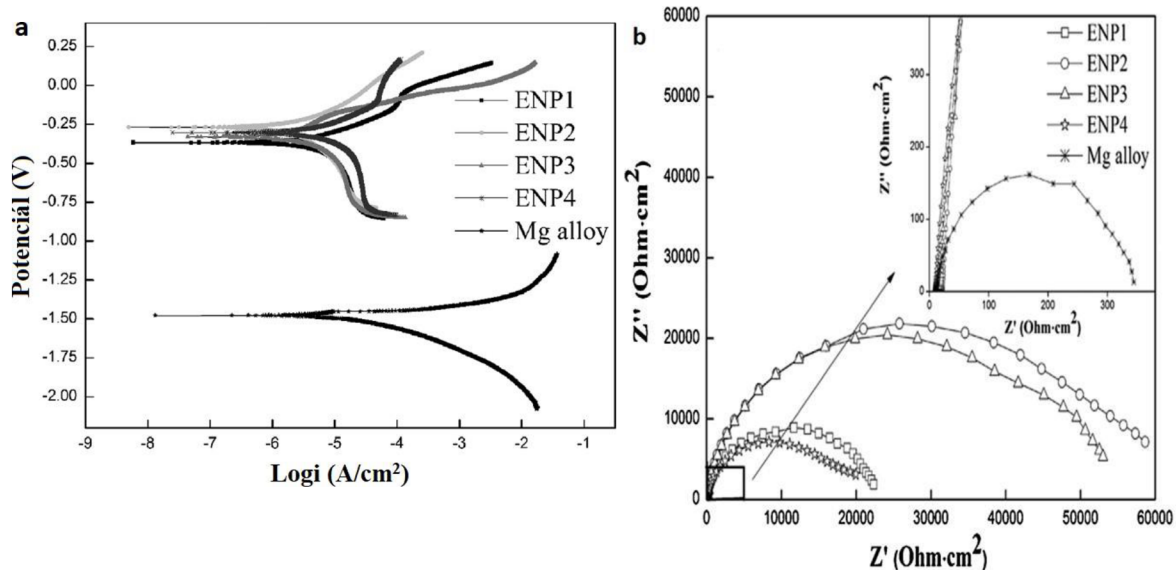 a
0.25
0.00
-0.25
-0.50
-0.75
-1.00
-1.25
-1.50
-1.75
-2.00
Potenciál (V)
ENP1
ENP2
ENP3
ENP4
Mg alloy
-9 -8 -7 -6 -5 -4 -3 -2 -1
Logi (A/cm²)
b
60000
50000
40000
30000
20000
10000
0
Z'' (Ohm·cm²)
0 10000 20000 30000 40000 50000 60000
Z' (Ohm·cm²)
300
200
100
0
Z'' (Ohm·cm²)
0 100 200 300
Z' (Ohm·cm²)
ENP1
ENP2
ENP3
ENP4
Mg alloy